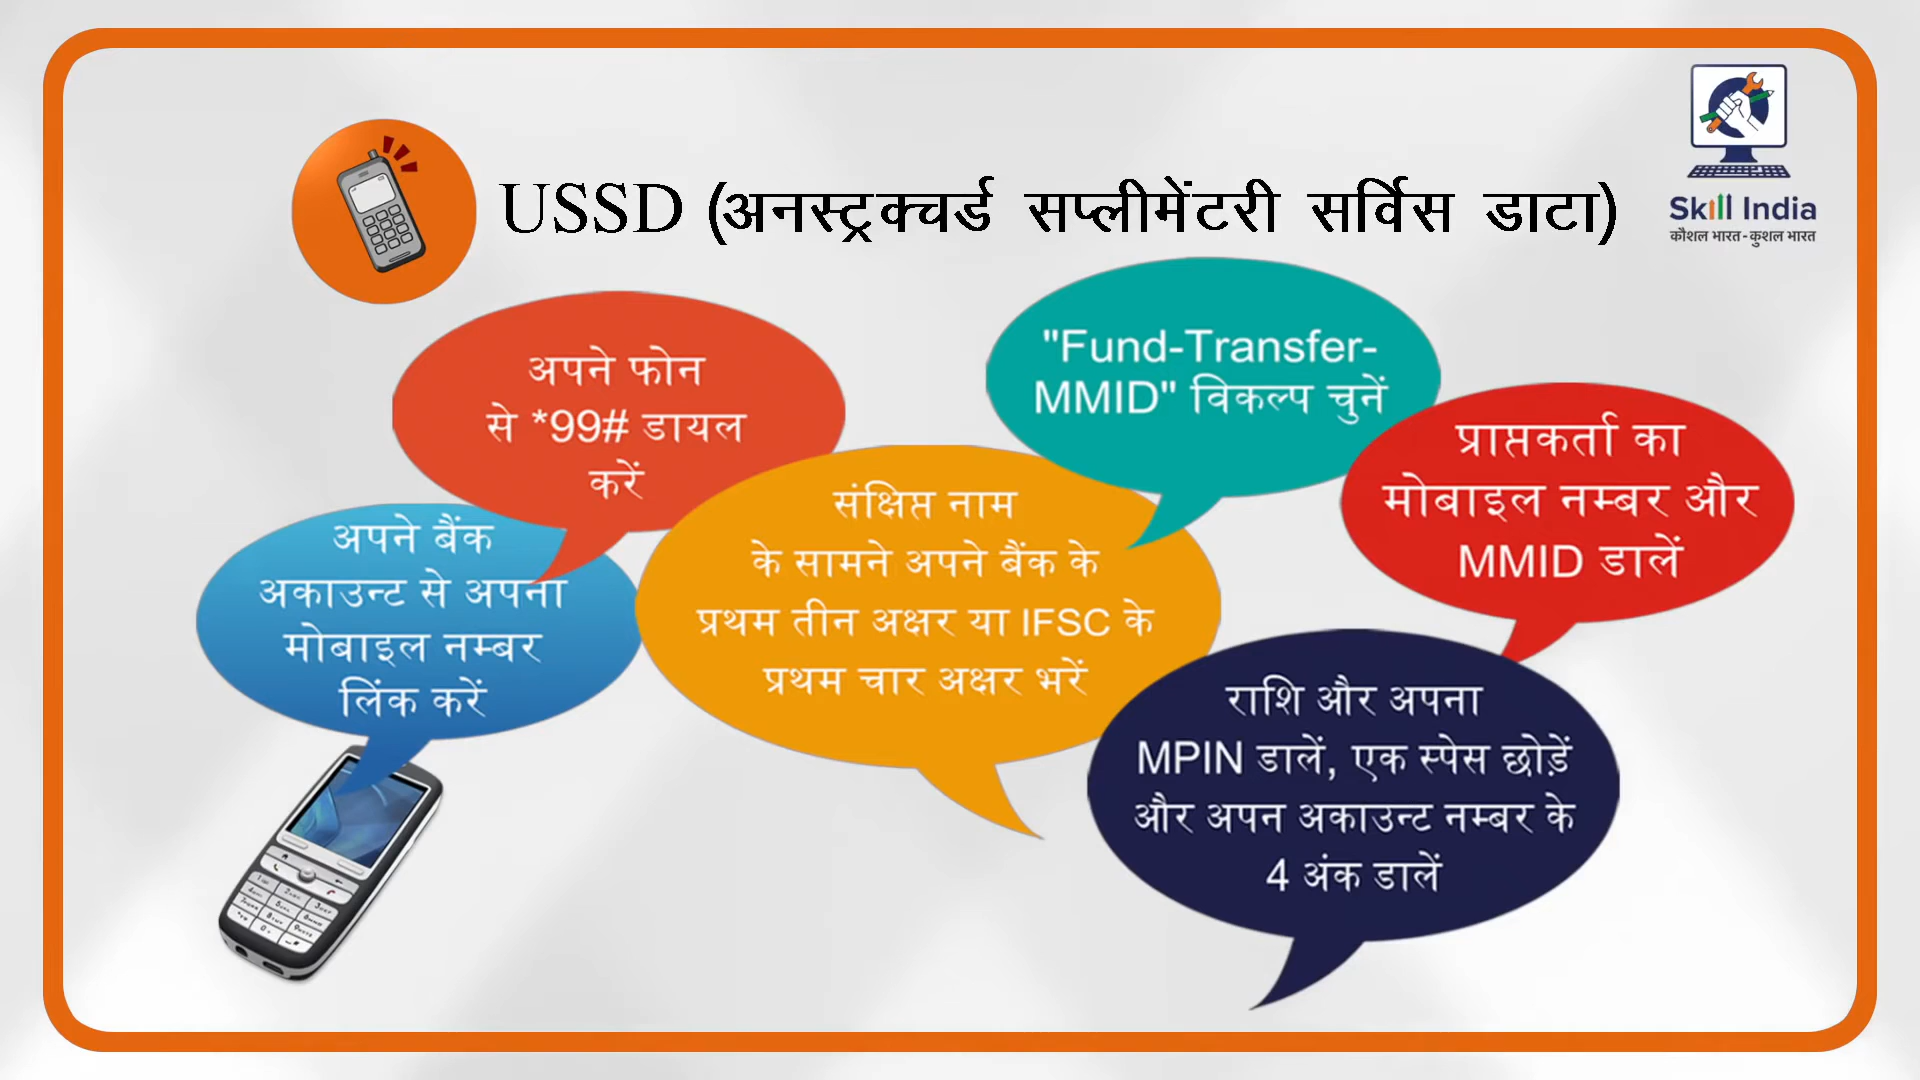 USSD (अनस्ट्रक्चर्ड सप्लीमेंटरी सर्विस डाटा)
Skill India
कौशल भारत-कुशल भारत
अपने बैंक
अकाउन्ट से अपना
मोबाइल नम्बर
लिंक करें
अपने फोन
से *99# डायल
करें
संक्षिप्त नाम
के सामने अपने बैंक के
प्रथम तीन अक्षर या IFSC के
प्रथम चार अक्षर भरें
"Fund-Transfer-
MMID" विकल्प चुनें
प्राप्तकर्ता का
मोबाइल नम्बर और
MMID डालें
राशि और अपना
MPIN डालें, एक स्पेस छोड़ें
और अपन अकाउन्ट नम्बर के
4 अंक डालें